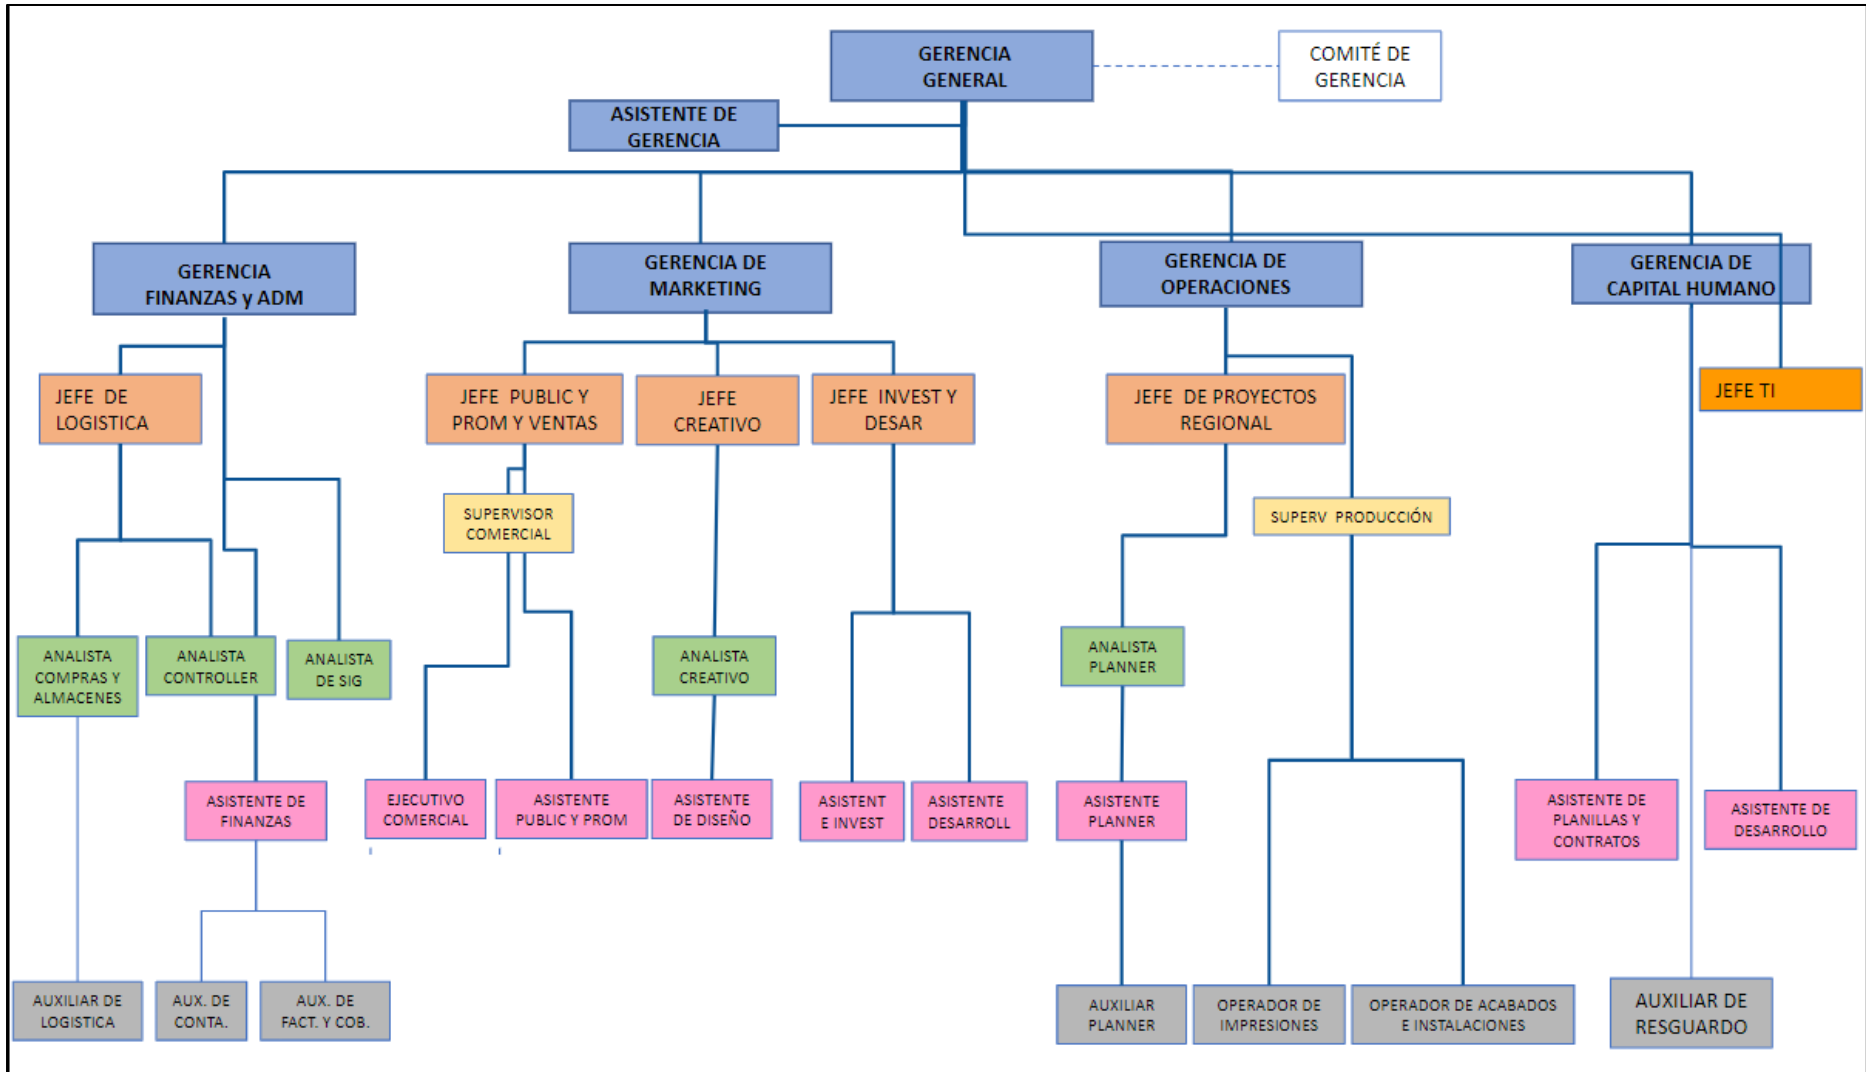 GERENCIA
GENERAL
COMITÉ DE
GERENCIA
ASISTENTE DE
GERENCIA
GERENCIA
FINANZAS y ADM
GERENCIA DE
MARKETING
GERENCIA DE
OPERACIONES
GERENCIA DE
CAPITAL HUMANO
JEFE DE
LOGISTICA
JEFE PUBLIC Y
PROM Y VENTAS
JEFE
CREATIVO
JEFE INVEST Y
DESAR
JEFE DE PROYECTOS
REGIONAL
JEFE TI
SUPERVISOR
COMERCIAL
SUPERV PRODUCCIÓN
ANALISTA
COMPRAS Y
ALMACENES
ANALISTA
CONTROLLER
ANALISTA
DE SIG
ANALISTA
CREATIVO
ANALISTA
PLANNER
ASISTENTE DE
FINANZAS
EJECUTIVO
COMERCIAL
ASISTENTE
PUBLIC Y PROM
ASISTENTE
DE DISEÑO
ASISTENT
E INVEST
ASISTENTE
DESARROLL
ASISTENTE
PLANNER
ASISTENTE DE
PLANILLAS Y
CONTRATOS
ASISTENTE DE
DESARROLLO
AUXILIAR DE
LOGISTICA
AUX. DE
CONTA.
AUX. DE
FACT. Y COB.
AUXILIAR
PLANNER
OPERADOR DE
IMPRESIONES
OPERADOR DE ACABADOS
E INSTALACIONES
AUXILIAR DE
RESGUARDO